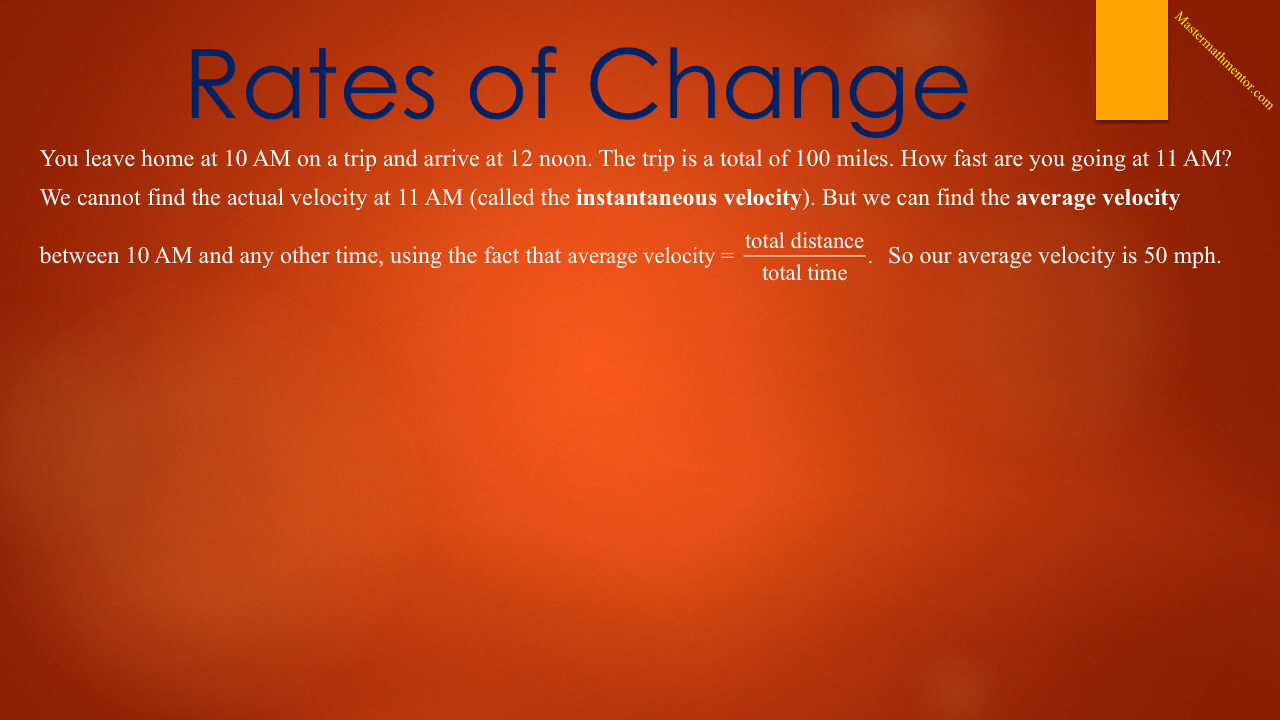 Rates of Change
Mastermathmentor.com
You leave home at 10 AM on a trip and arrive at 12 noon. The trip is a total of 100 miles. How fast are you going at 11 AM?
We cannot find the actual velocity at 11 AM (called the instantaneous velocity). But we can find the average velocity
between 10 AM and any other time, using the fact that average velocity = total distance / total time. So our average velocity is 50 mph.